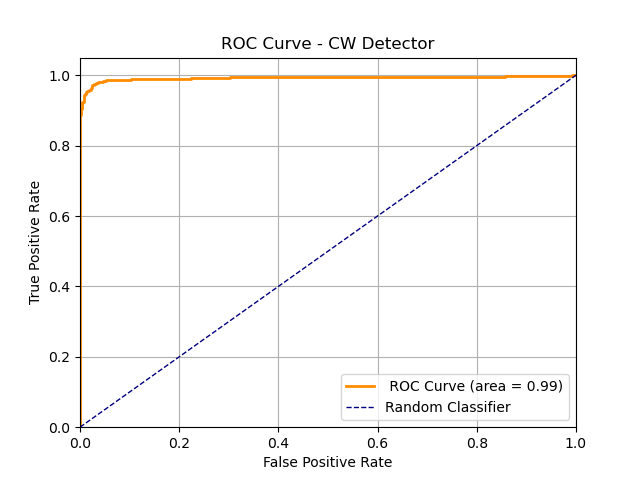 ROC Curve - CW Detector
True Positive Rate
1.0
0.8
0.6
0.4
0.2
0.0
ROC Curve (area = 0.99)
Random Classifier
0.0 0.2 0.4 0.6 0.8 1.0
False Positive Rate